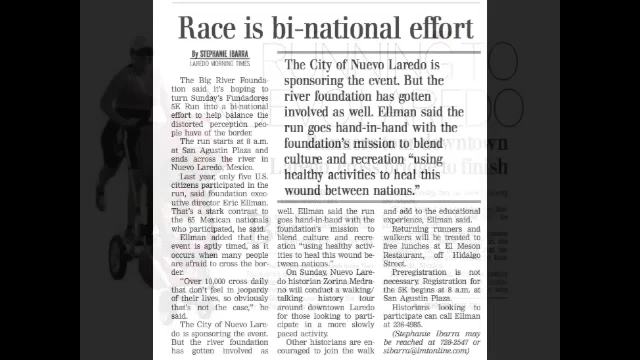 Race is bi-national effort
By STEPHANIE IBARRA
LAREDO MORNING TIMES
The Big River Founda-
tion said it's hoping to
turn Sunday's Fundadores
5K Run into a bi-national
effort to help balance the
distorted perception peo-
ple have of the border.
The run starts at 8 a.m.
at San Agustin Plaza and
ends across the river in
Nuevo Laredo, Mexico.
Last year, only five U.S.
citizens participated in the
run, said foundation exec-
utive director Eric Ellman.
That's a stark contrast to
the 65 Mexican nationals
who participated, he said.
Ellman added that the
event is aptly timed, as it
occurs when many people
are afraid to cross the bor-
der.
"Over 10,000 cross daily
that don't feel in jeopardy
of their lives, so obviously
that's not the case," he
said.
The City of Nuevo Lare-
do is sponsoring the event.
But the river foundation
has gotten involved as
The City of Nuevo Laredo is
sponsoring the event. But the
river foundation has gotten
involved as well. Ellman said the
run goes hand-in-hand with the
foundation's mission to blend
culture and recreation "using
healthy activities to heal this
wound between nations."
well. Ellman said the run
goes hand-in-hand with the
foundation's mission to
blend culture and recre-
ation "using healthy activ-
ities to heal this wound be-
tween nations."
On Sunday, Nuevo Lare-
do historian Zorina Medra-
no will conduct a walking/
talking history tour
around downtown Laredo
for those looking to parti-
cipate in a more slowly
paced activity.
Other historians are en-
couraged to join the walk
and add to the educational
experience, Ellman said.
Returning runners and
walkers will be treated to
free lunches at El Meson
Restaurant, off Hidalgo
Street.
Preregistration is not
necessary. Registration for
the 5K begins at 8 a.m. at
San Agustin Plaza.
Historians looking to
participate can call Ellman
at 236-4985.
(Stephanie Ibarra may be
reached at 728-2547 or
sibarra@lmtonline.com)
RUNNING TO